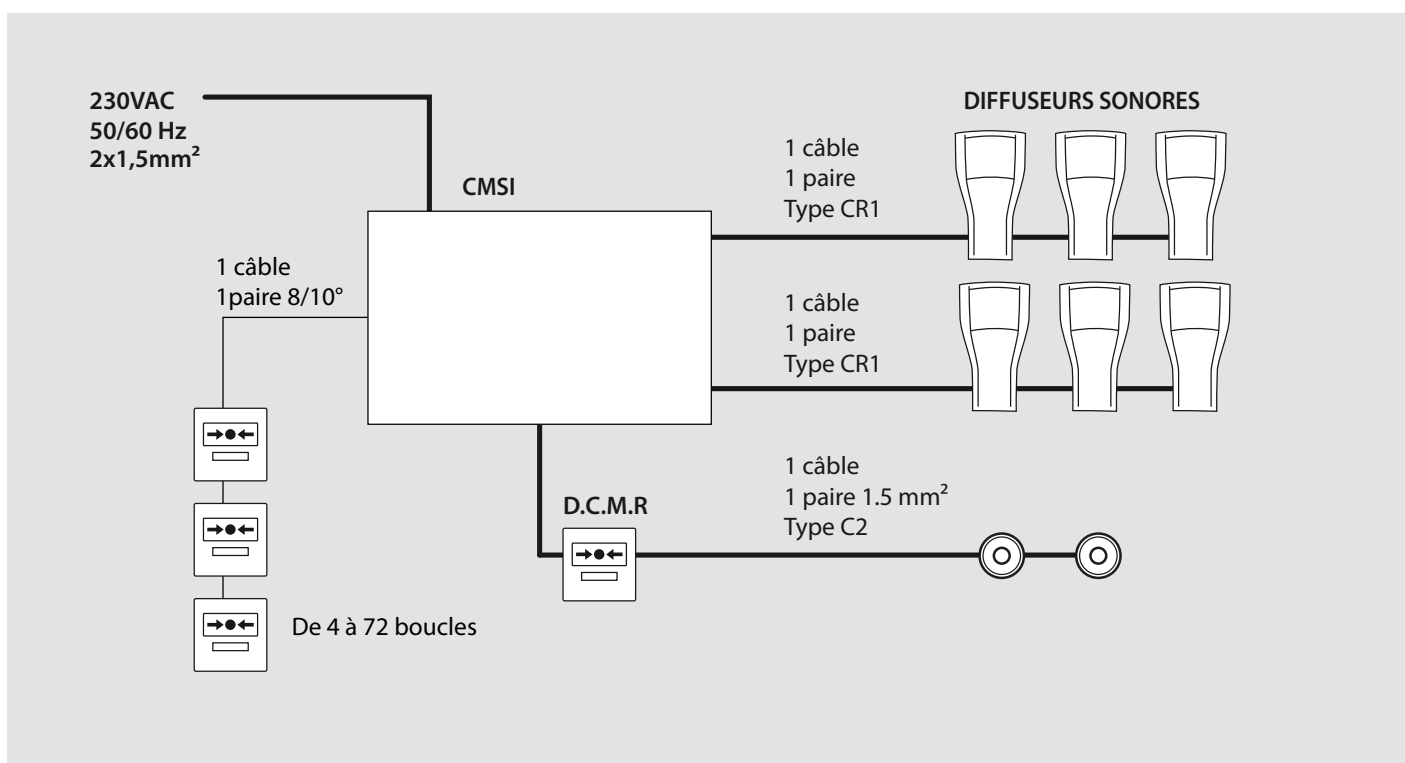 230VAC
50/60 Hz
2x1,5mm²
CMSI
DIFFUSEURS SONORES
1 câble
1 paire
Type CR1
1 câble
1paire 8/10°
1 câble
1 paire
Type CR1
1 câble
1 paire 1.5 mm²
Type C2
D.C.M.R
De 4 à 72 boucles